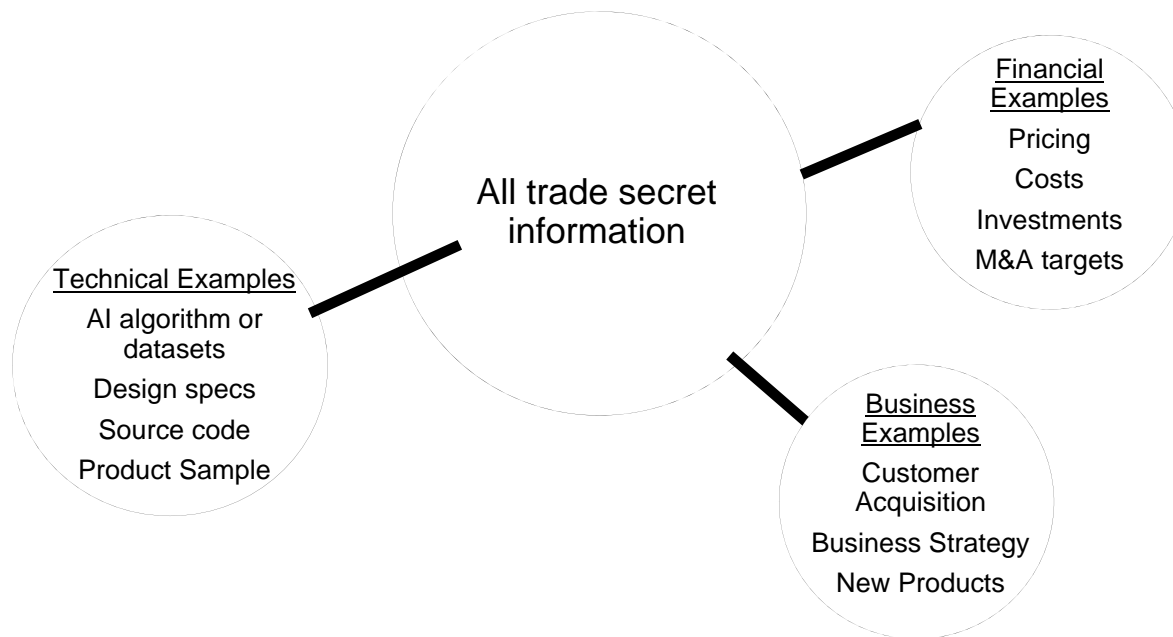 All trade secret
information
Technical Examples
AI algorithm or
datasets
Design specs
Source code
Product Sample
Financial
Examples
Pricing
Costs
Investments
M&A targets
Business
Examples
Customer
Acquisition
Business Strategy
New Products